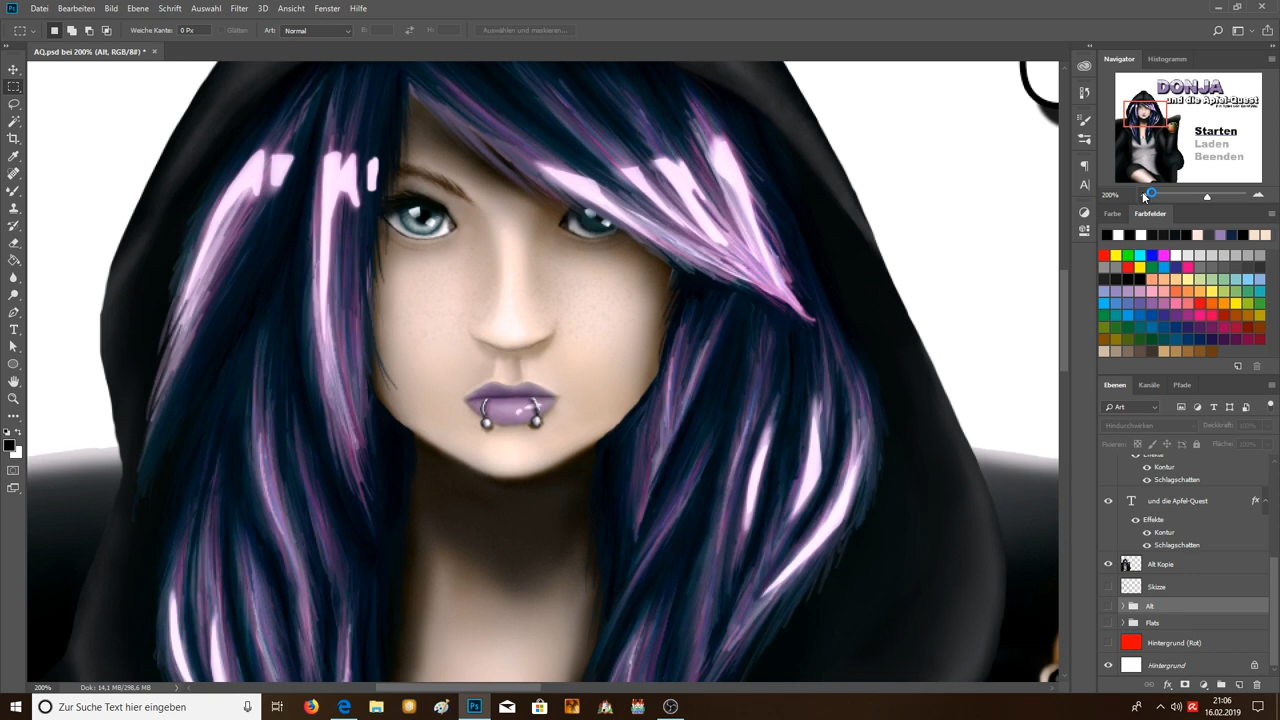 Datei Bearbeiten Bild Ebene Schrift Auswahl Filter 3D Ansicht Fenster Hilfe
Weiche Kante: 0 Px Glätten Art: Normal B: H: Auswählen und maskieren...
AQ.psd bei 200% (Alt, RGB/8#) *
Navigator Histogramm
DONJA
und die Apfel-Quest
Starten
Laden
Beenden
200%
Farbe Farbfelder
Ebenen Kanäle Pfade
Art
Hindurchwirken Deckkraft: 100%
Fixieren: Fläche: 100%
Effekte
Kontur
Schlagschatten
T und die Apfel-Quest fx
Effekte
Kontur
Schlagschatten
Alt Kopie
Skizze
Alt
Flats
Hintergrund (Rot)
Hintergrund
200% Dok: 14,1 MB/298,6 MB
Zur Suche Text hier eingeben
21:06
16.02.2019